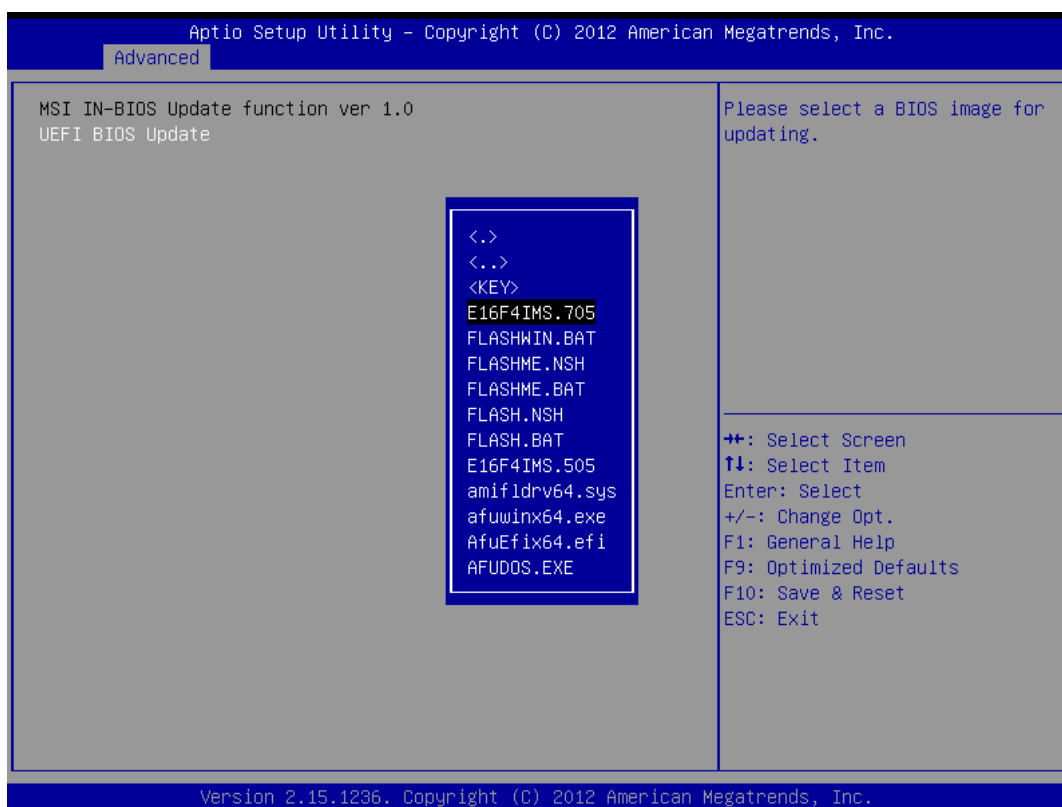 Aptio Setup Utility – Copyright (C) 2012 American Megatrends, Inc.
Advanced
MSI IN-BIOS Update function ver 1.0
UEFI BIOS Update
Please select a BIOS image for
updating.
<.>
<..>
<KEY>
E16F4IMS.705
FLASHWIN.BAT
FLASHME.NSH
FLASHME.BAT
FLASH.NSH
FLASH.BAT
E16F4IMS.505
amifldrv64.sys
afuwinx64.exe
AfuEfix64.efi
AFUDOS.EXE
→←: Select Screen
↑↓: Select Item
Enter: Select
+/-: Change Opt.
F1: General Help
F9: Optimized Defaults
F10: Save & Reset
ESC: Exit
Version 2.15.1236. Copyright (C) 2012 American Megatrends, Inc.